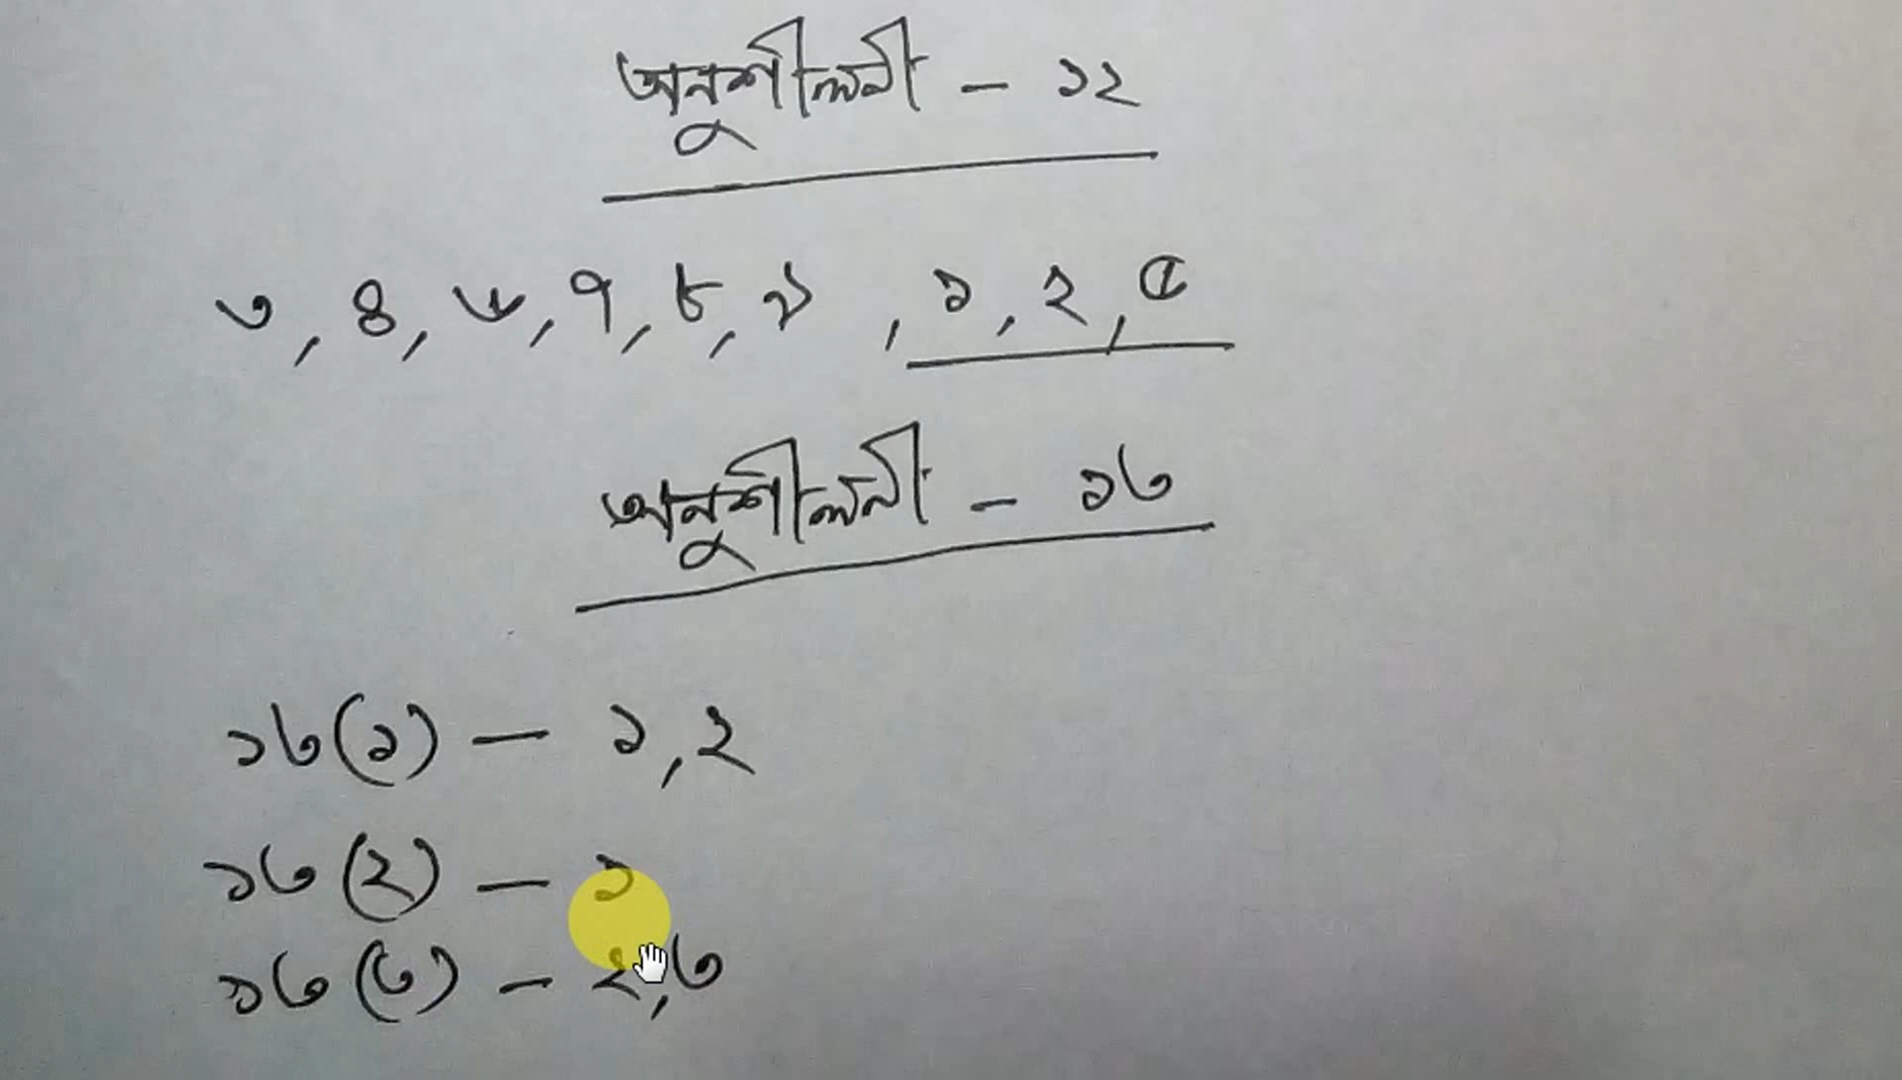 অনুশীলনী - ১২
৩, ৪, ৬, ৭, ৮, ৯, ১, ২, ৫
অনুশীলনী - ১৩
১৩(১) - ১,২
১৩(২) - ১
১৩(৩) - ২,৩